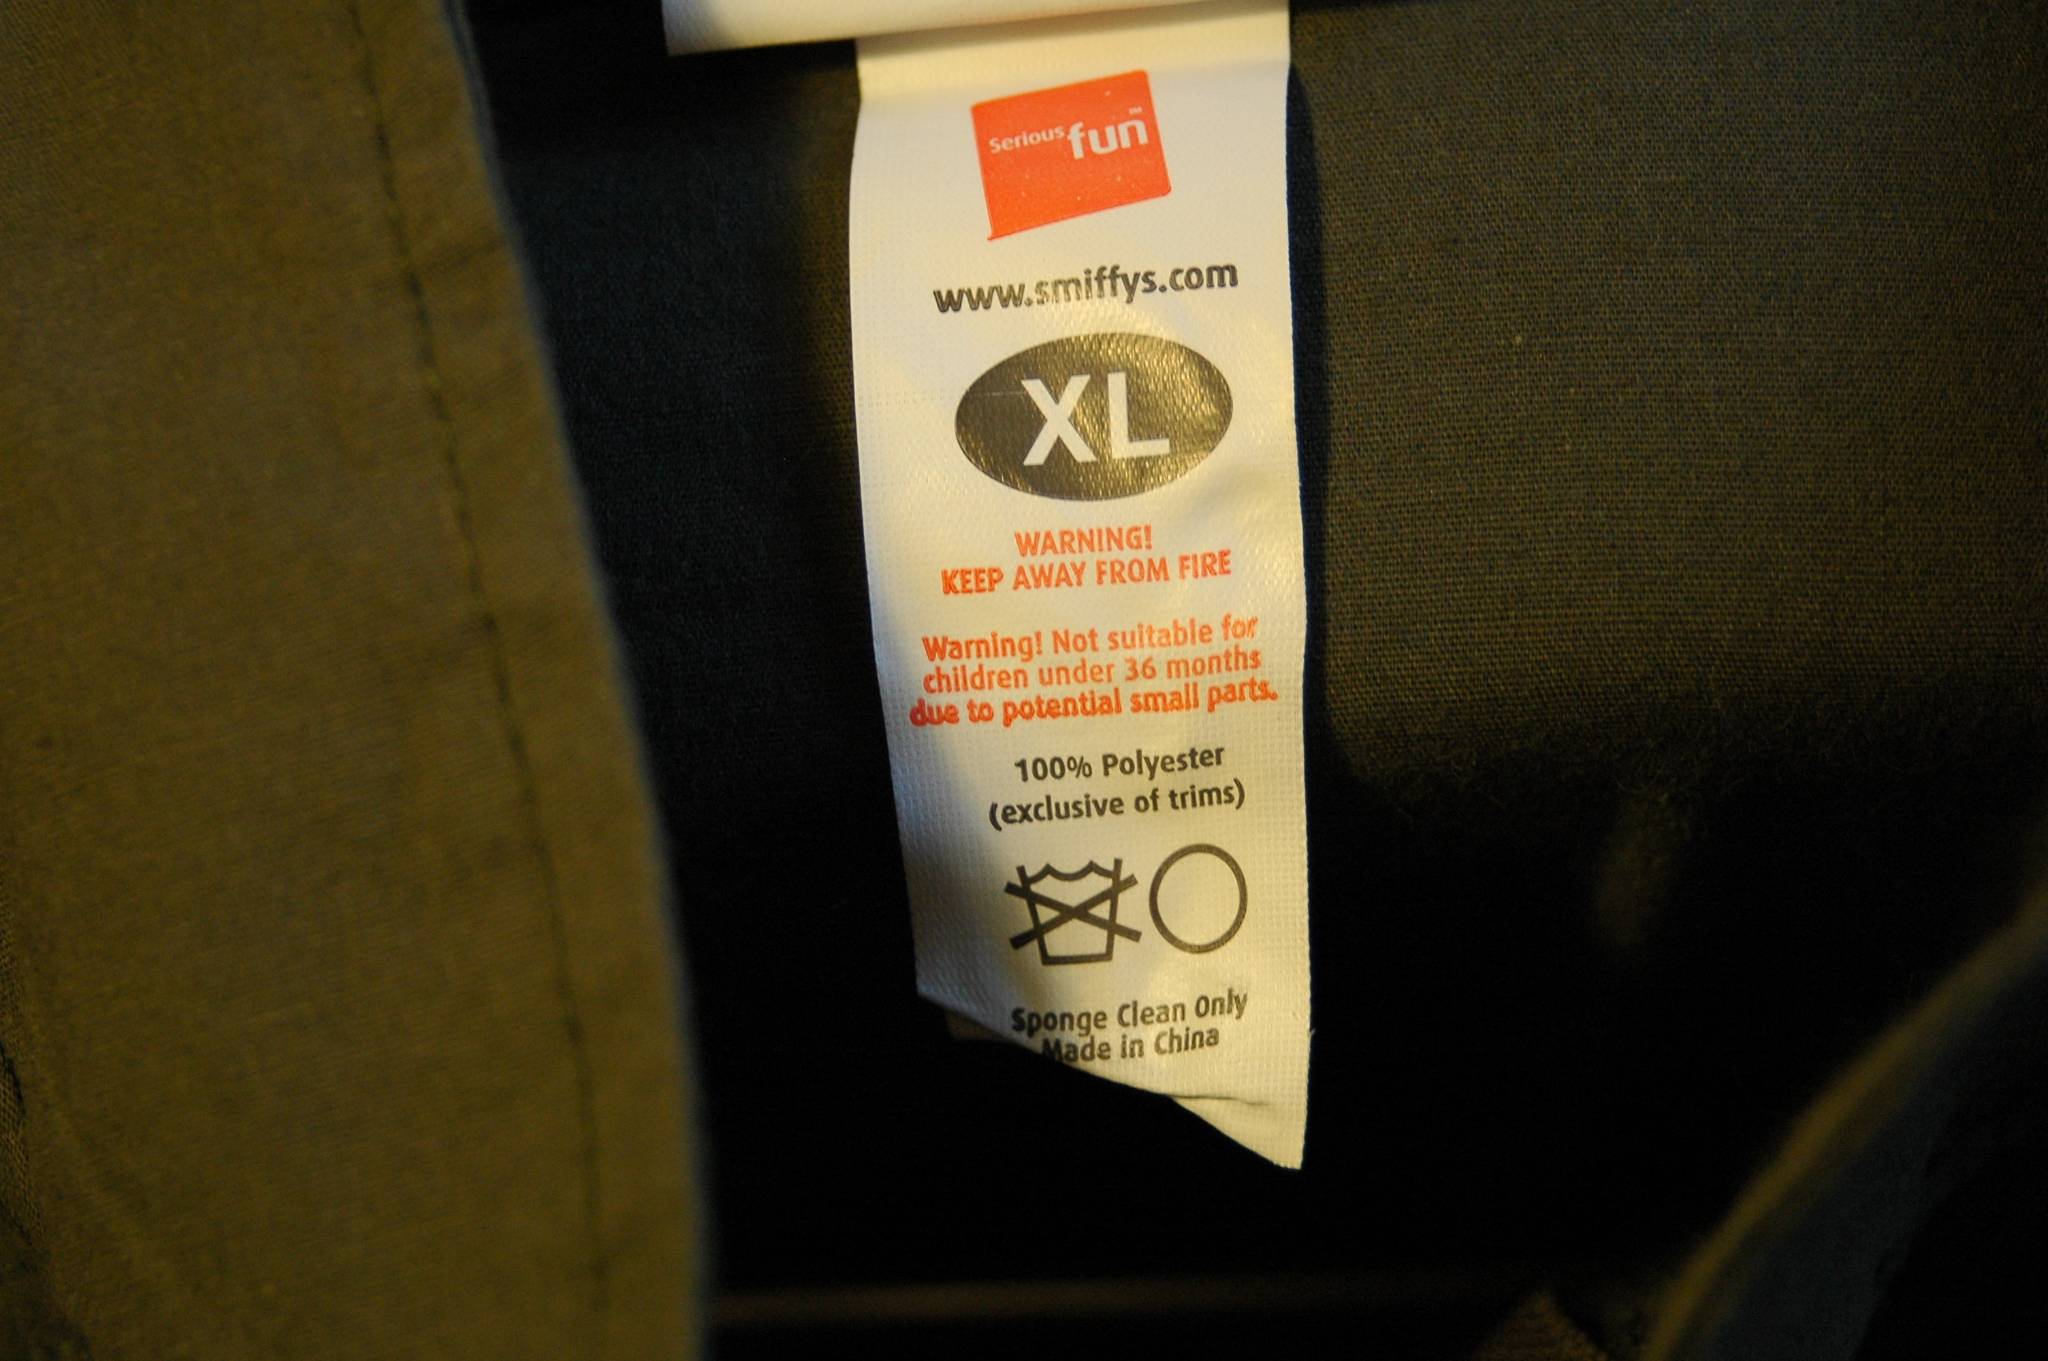 Serious fun™
www.smiffys.com
XL
WARNING!
KEEP AWAY FROM FIRE
Warning! Not suitable for
children under 36 months
due to potential small parts.
100% Polyester
(exclusive of trims)
Sponge Clean Only
Made in China